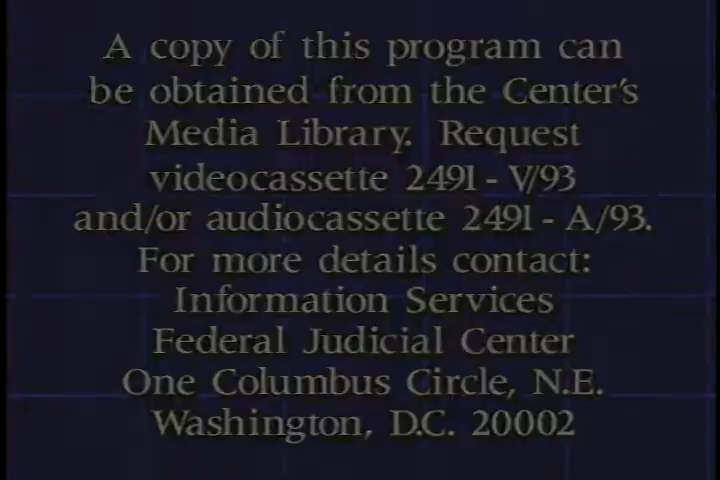 A copy of this program can
be obtained from the Center's
Media Library. Request
videocassette 2491 - V/93
and/or audiocassette 2491 - A/93.
For more details contact:
Information Services
Federal Judicial Center
One Columbus Circle, N.E.
Washington, D.C. 20002